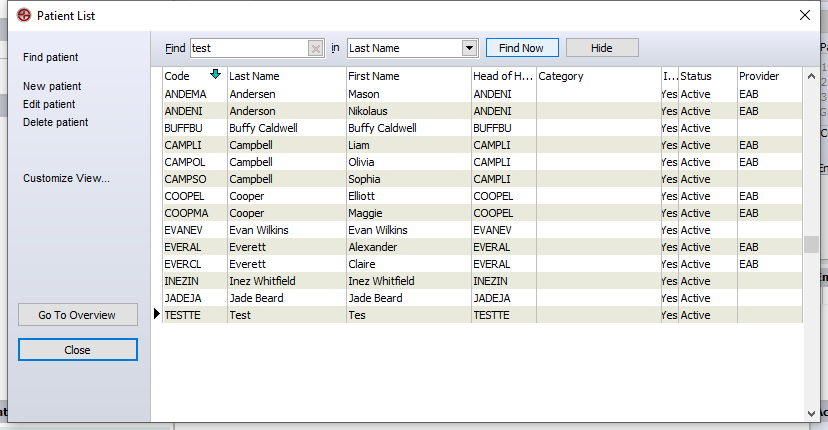 Patient List
Find patient
New patient
Edit patient
Delete patient
Customize View...
Go To Overview
Close
Find test in Last Name Find Now Hide
Code Last Name First Name Head of H... Category I... Status Provider
ANDEMA Andersen Mason ANDENI Yes Active EAB
ANDENI Anderson Nikolaus ANDENI Yes Active EAB
BUFFBU Buffy Caldwell Buffy Caldwell BUFFBU Yes Active
CAMPLI Campbell Liam CAMPLI Yes Active EAB
CAMPOL Campbell Olivia CAMPLI Yes Active EAB
CAMPSO Campbell Sophia CAMPLI Yes Active
COOPEL Cooper Elliott COOPEL Yes Active EAB
COOPMA Cooper Maggie COOPEL Yes Active EAB
EVANEV Evan Wilkins Evan Wilkins EVANEV Yes Active
EVERAL Everett Alexander EVERAL Yes Active EAB
EVERCL Everett Claire EVERAL Yes Active EAB
INEZIN Inez Whitfield Inez Whitfield INEZIN Yes Active
JADEJA Jade Beard Jade Beard JADEJA Yes Active
TESTTE Test Tes TESTTE Yes Active